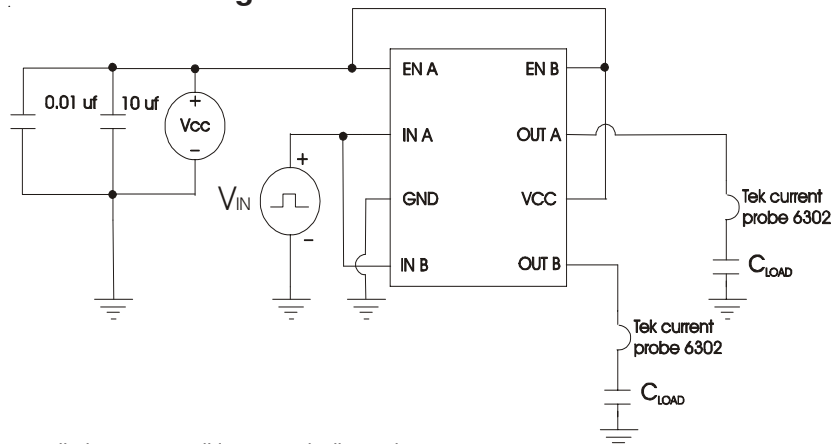 0.01 uf
10 uf
+
Vcc
–
EN A
EN B
IN A
OUT A
VIN
+
–
GND
VCC
IN B
OUT B
Tek current
probe 6302
CLOAD
Tek current
probe 6302
CLOAD